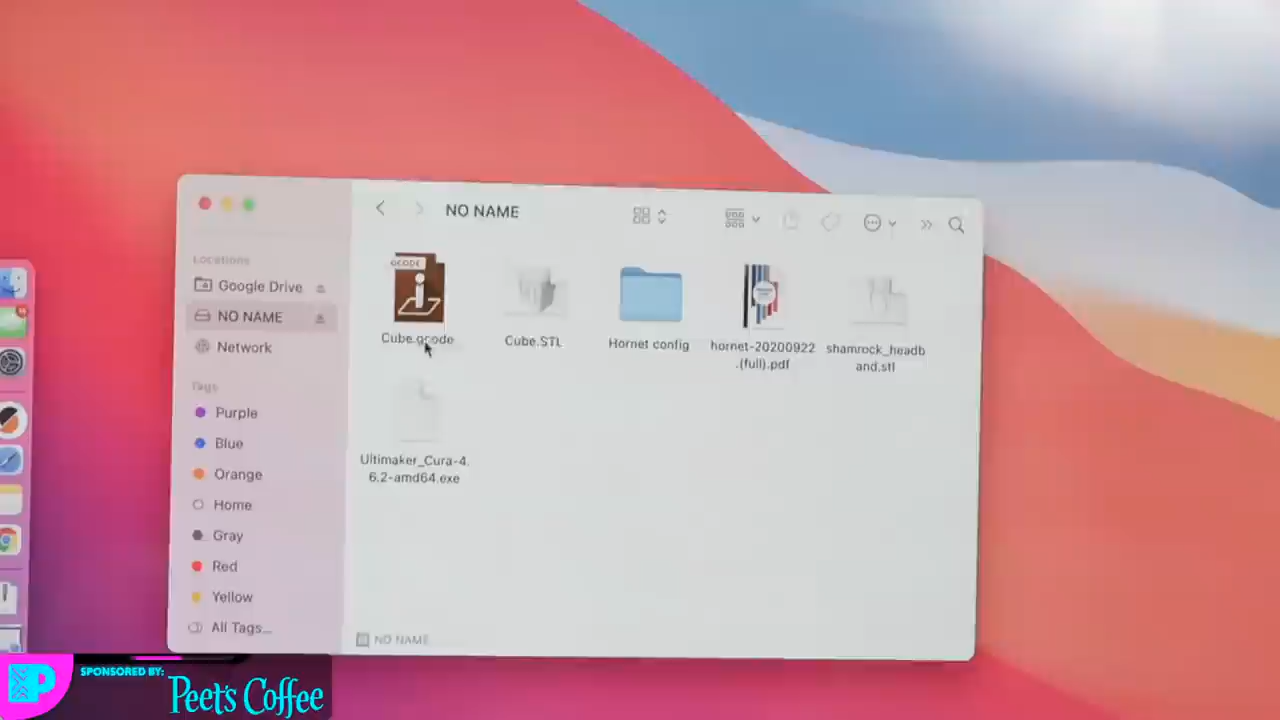 NO NAME
Locations
Google Drive
NO NAME
Network
Tags
Purple
Blue
Orange
Home
Gray
Red
Yellow
All Tags...
GCODE
Cube.gcode
Cube.STL
Hornet config
hornet-20200922
.(full).pdf
shamrock_headb
and.stl
Ultimaker_Cura-4.
6.2-amd64.exe
NO NAME
SPONSORED BY:
Peet's Coffee